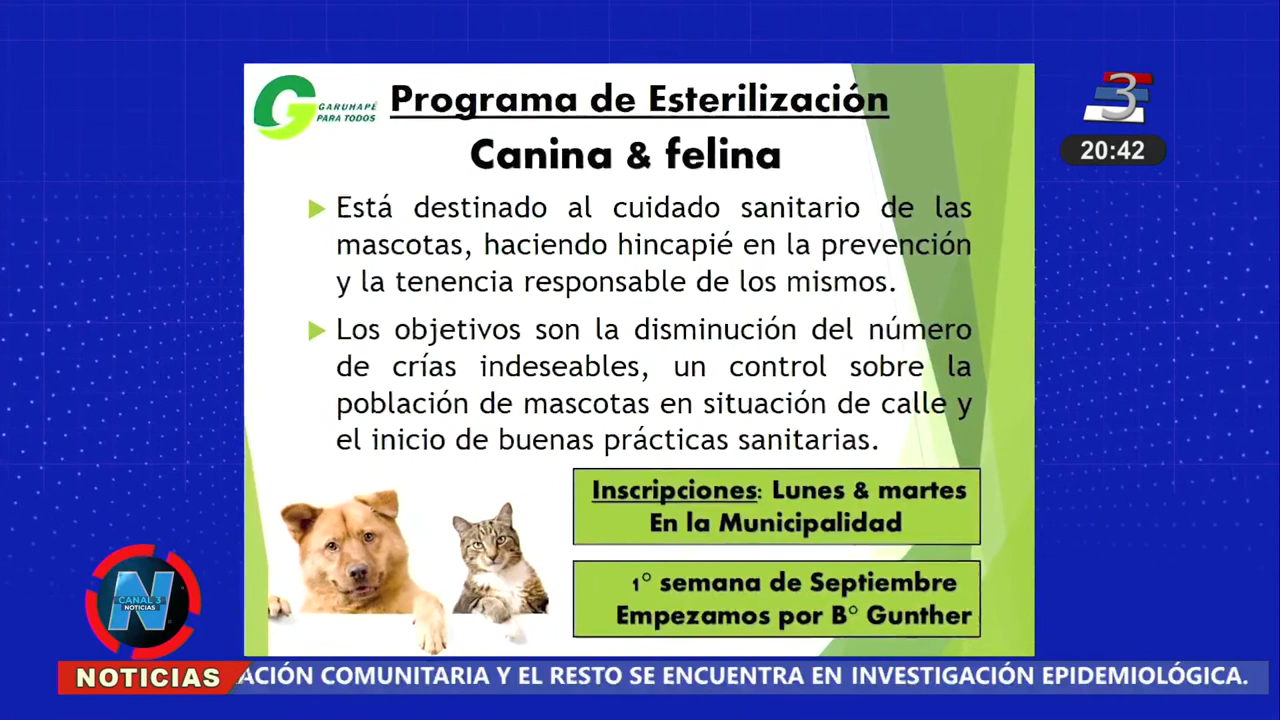 GARUHAPÉ
PARA TODOS
Programa de Esterilización
Canina & felina
Está destinado al cuidado sanitario de las
mascotas, haciendo hincapié en la prevención
y la tenencia responsable de los mismos.
Los objetivos son la disminución del número
de crías indeseables, un control sobre la
población de mascotas en situación de calle y
el inicio de buenas prácticas sanitarias.
Inscripciones: Lunes & martes
En la Municipalidad
1° semana de Septiembre
Empezamos por B° Gunther
3
20:42
N
CANAL 3
NOTICIAS
NOTICIAS
ACIÓN COMUNITARIA Y EL RESTO SE ENCUENTRA EN INVESTIGACIÓN EPIDEMIOLÓGICA.